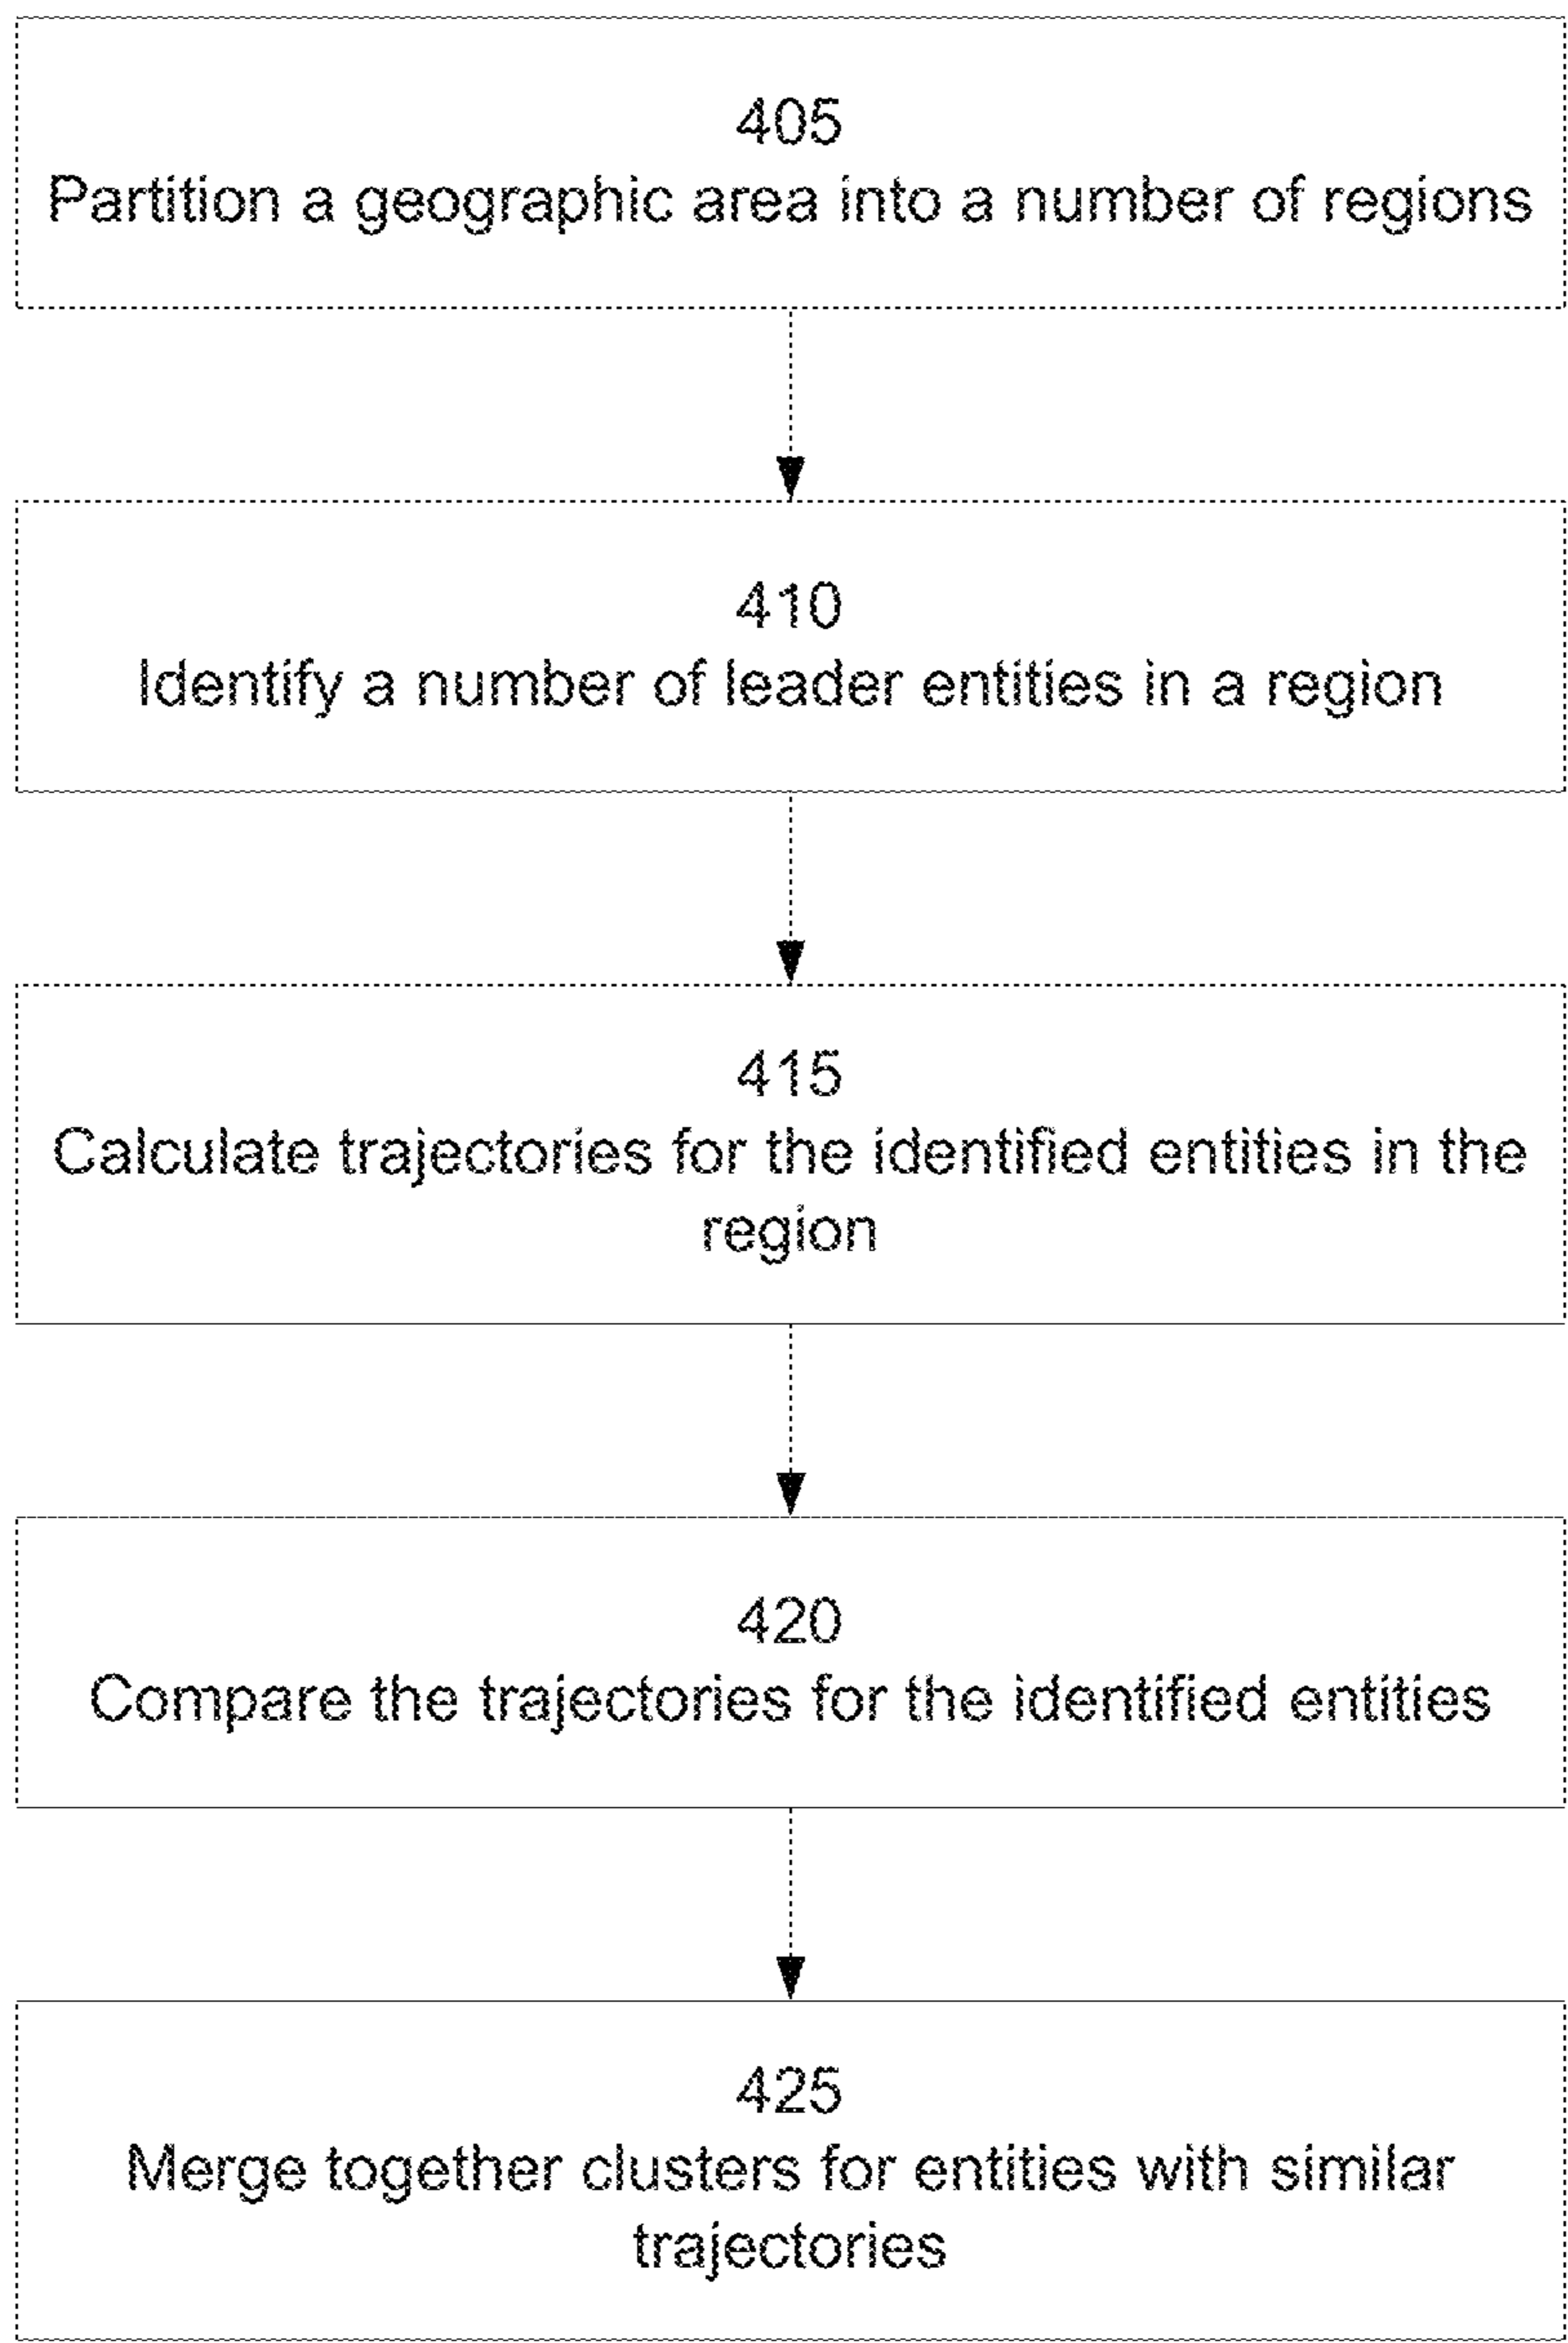 405
Partition a geographic area into a number of regions
410
Identify a number of leader entities in a region
415
Calculate trajectories for the identified entities in the
region
420
Compare the trajectories for the identified entities
425
Merge together clusters for entities with similar
trajectories